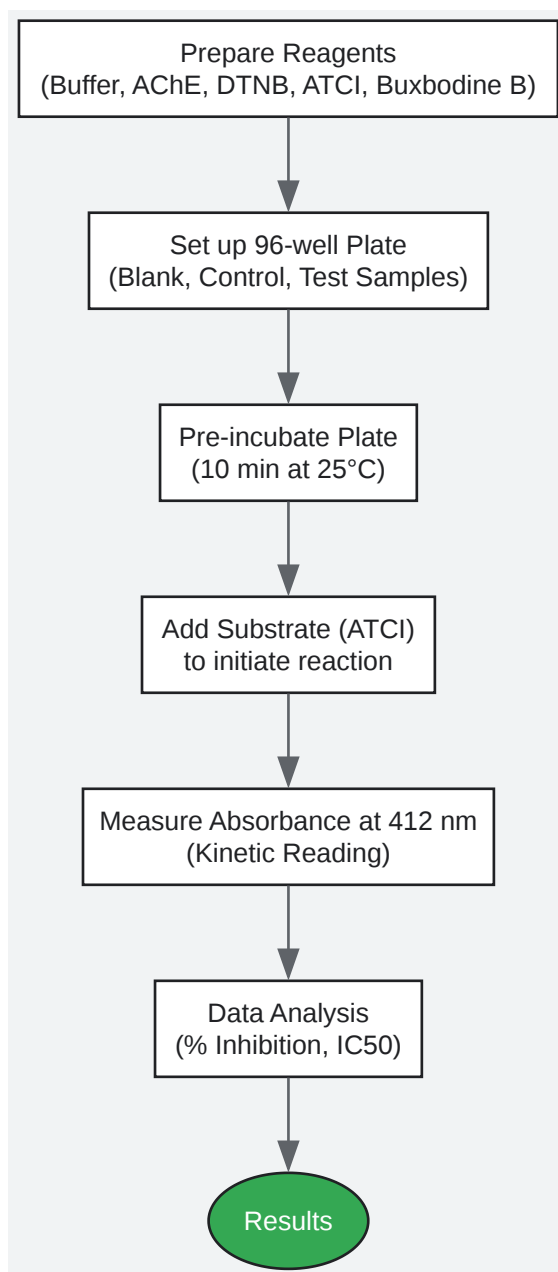 Prepare Reagents
(Buffer, AChE, DTNB, ATCI, Buxbodine B)
Set up 96-well Plate
(Blank, Control, Test Samples)
Pre-incubate Plate
(10 min at 25°C)
Add Substrate (ATCI)
to initiate reaction
Measure Absorbance at 412 nm
(Kinetic Reading)
Data Analysis
(% Inhibition, IC50)
Results